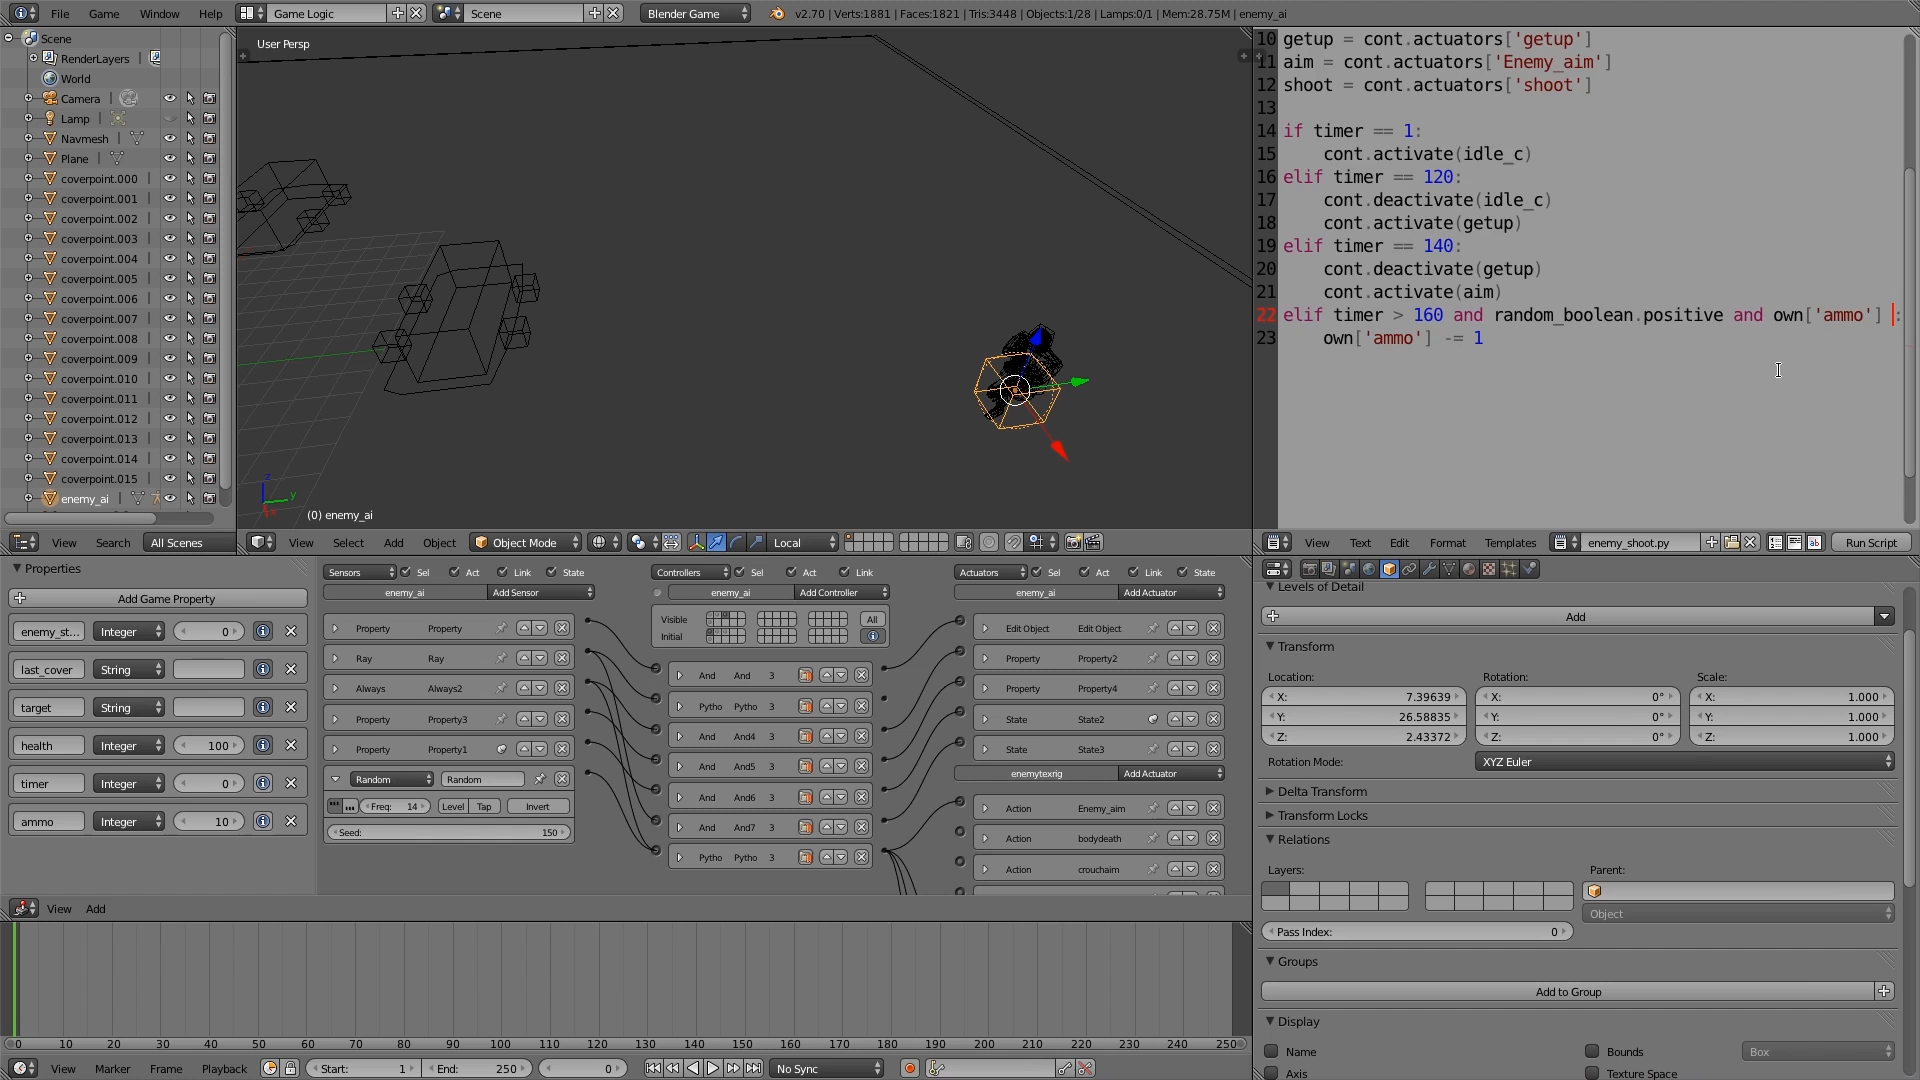 File Game Window Help Game Logic Scene Blender Game v2.70 | Verts:1881 | Faces:1821 | Tris:3448 | Objects:1/28 | Lamps:0/1 | Mem:28.75M | enemy_ai
Scene
RenderLayers
World
Camera
Lamp
Navmesh
Plane
coverpoint.000
coverpoint.001
coverpoint.002
coverpoint.003
coverpoint.004
coverpoint.005
coverpoint.006
coverpoint.007
coverpoint.008
coverpoint.009
coverpoint.010
coverpoint.011
coverpoint.012
coverpoint.013
coverpoint.014
coverpoint.015
enemy_ai
View Search All Scenes
User Persp
z
y
x
(0) enemy_ai
View Select Add Object Object Mode Local
10 getup = cont.actuators['getup']
11 aim = cont.actuators['Enemy_aim']
12 shoot = cont.actuators['shoot']
13
14 if timer == 1:
15 cont.activate(idle_c)
16 elif timer == 120:
17 cont.deactivate(idle_c)
18 cont.activate(getup)
19 elif timer == 140:
20 cont.deactivate(getup)
21 cont.activate(aim)
22 elif timer > 160 and random_boolean.positive and own['ammo'] :
23 own['ammo'] -= 1
View Text Edit Format Templates enemy_shoot.py Run Script
Properties
Add Game Property
enemy_st... Integer 0
last_cover String
target String
health Integer 100
timer Integer 0
ammo Integer 10
Sensors Sel Act Link State
enemy_ai Add Sensor
Property Property
Ray Ray
Always Always2
Property Property3
Property Property1
Random Random
Freq: 14 Level Tap Invert
Seed: 150
Controllers Sel Act Link
enemy_ai Add Controller
Visible All
Initial
And And 3
Pytho Pytho 3
And And4 3
And And5 3
And And6 3
And And7 3
Pytho Pytho 3
Actuators Sel Act Link State
enemy_ai Add Actuator
Edit Object Edit Object
Property Property2
Property Property4
State State2
State State3
enemytexrig Add Actuator
Action Enemy_aim
Action bodydeath
Action crouchaim
View Add
Levels of Detail
Add
Transform
Location: Rotation: Scale:
X: 7.39639 X: 0° X: 1.000
Y: 26.58835 Y: 0° Y: 1.000
Z: 2.43372 Z: 0° Z: 1.000
Rotation Mode: XYZ Euler
Delta Transform
Transform Locks
Relations
Layers: Parent:
Object
Pass Index: 0
Groups
Add to Group
Display
Name Bounds Box
Axis Texture Space
0 10 20 30 40 50 60 70 80 90 100 110 120 130 140 150 160 170 180 190 200 210 220 230 240 250
View Marker Frame Playback Start: 1 End: 250 0 No Sync